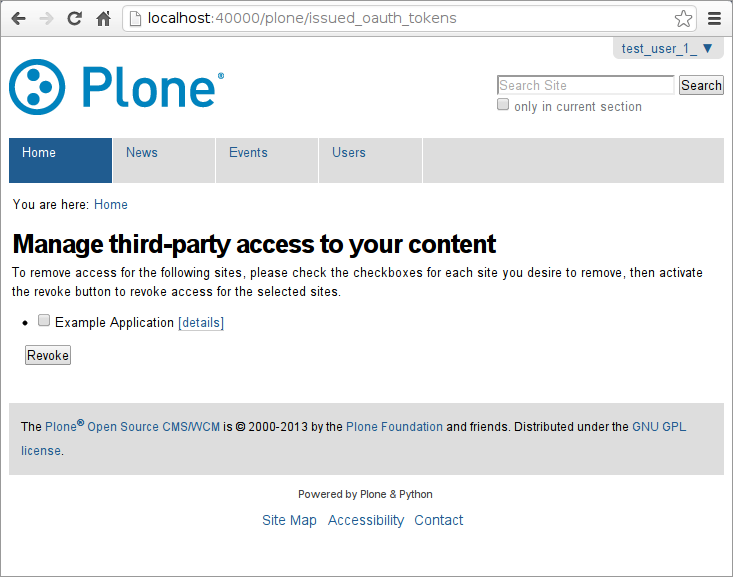 localhost:40000/plone/issued_oauth_tokens
test_user_1_ ▼
Plone®
Search Site
Search
only in current section
Home
News
Events
Users
You are here: Home
Manage third-party access to your content
To remove access for the following sites, please check the checkboxes for each site you desire to remove, then activate
the revoke button to revoke access for the selected sites.
• Example Application [details]
Revoke
The Plone® Open Source CMS/WCM is © 2000-2013 by the Plone Foundation and friends. Distributed under the GNU GPL
license.
Powered by Plone & Python
Site Map Accessibility Contact